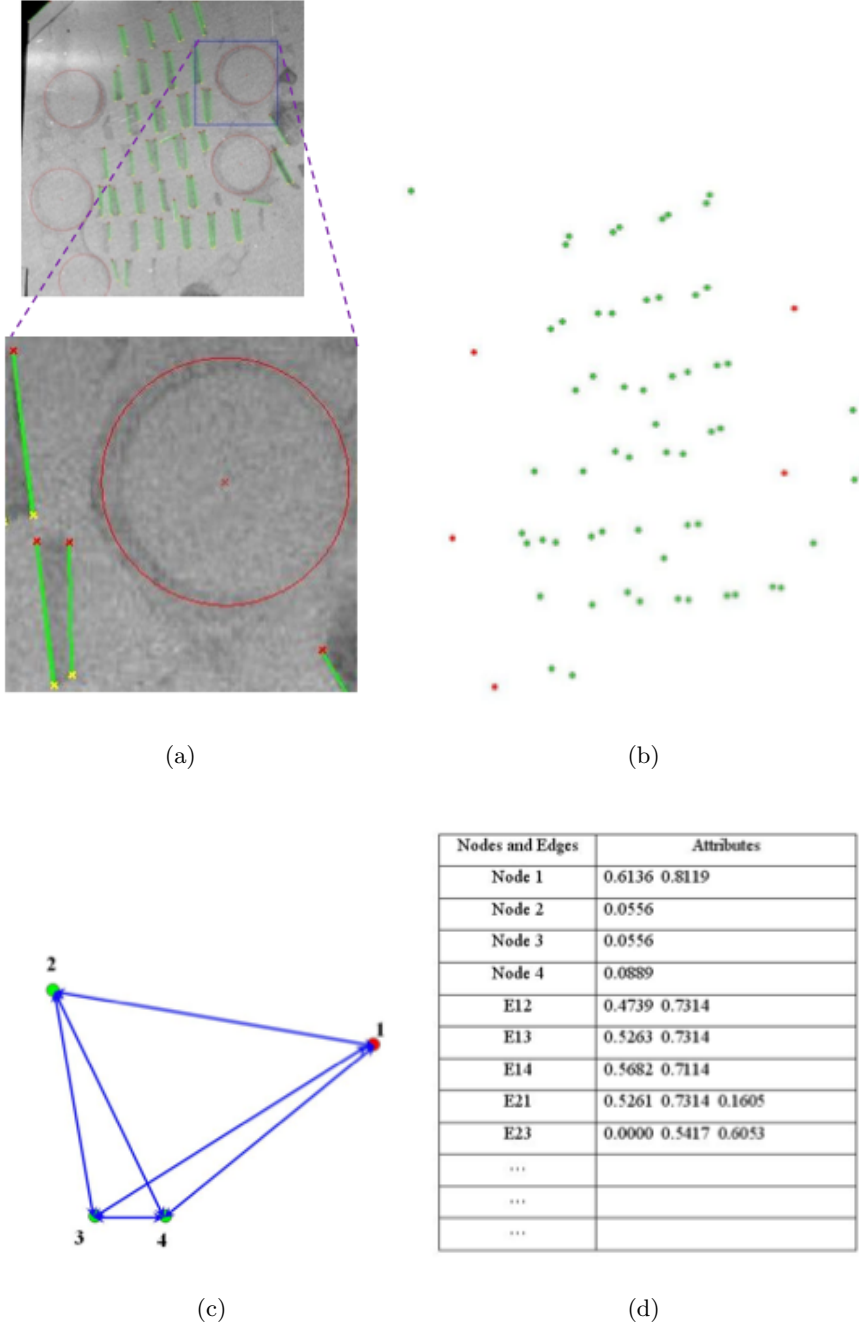 (a)
(b)
2
1
3
4
(c)
Nodes and Edges Attributes
Node 1 0.6136 0.8119
Node 2 0.0556
Node 3 0.0556
Node 4 0.0889
E12 0.4739 0.7314
E13 0.5263 0.7314
E14 0.5682 0.7114
E21 0.5261 0.7314 0.1605
E23 0.0000 0.5417 0.6053
...
...
...
(d)